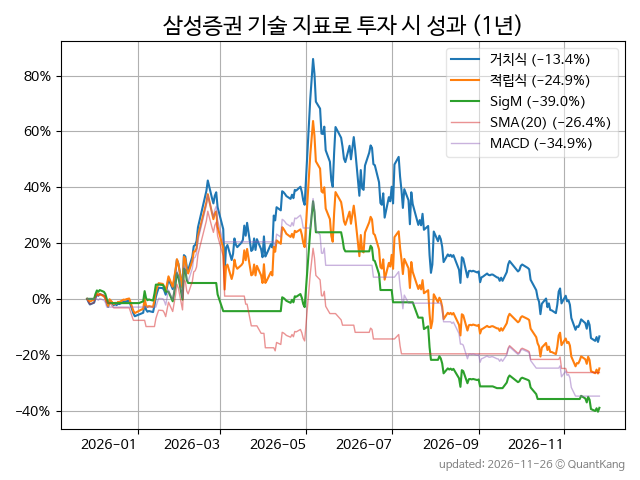 삼성증권 기술 지표로 투자 시 성과 (1년)
거치식 (−13.4%)
적립식 (−24.9%)
SigM (−39.0%)
SMA(20) (−26.4%)
MACD (−34.9%)
80%
60%
40%
20%
0%
−20%
−40%
2026−01 2026−03 2026−05 2026−07 2026−09 2026−11
updated: 2026−11−26 ⓒ QuantKang